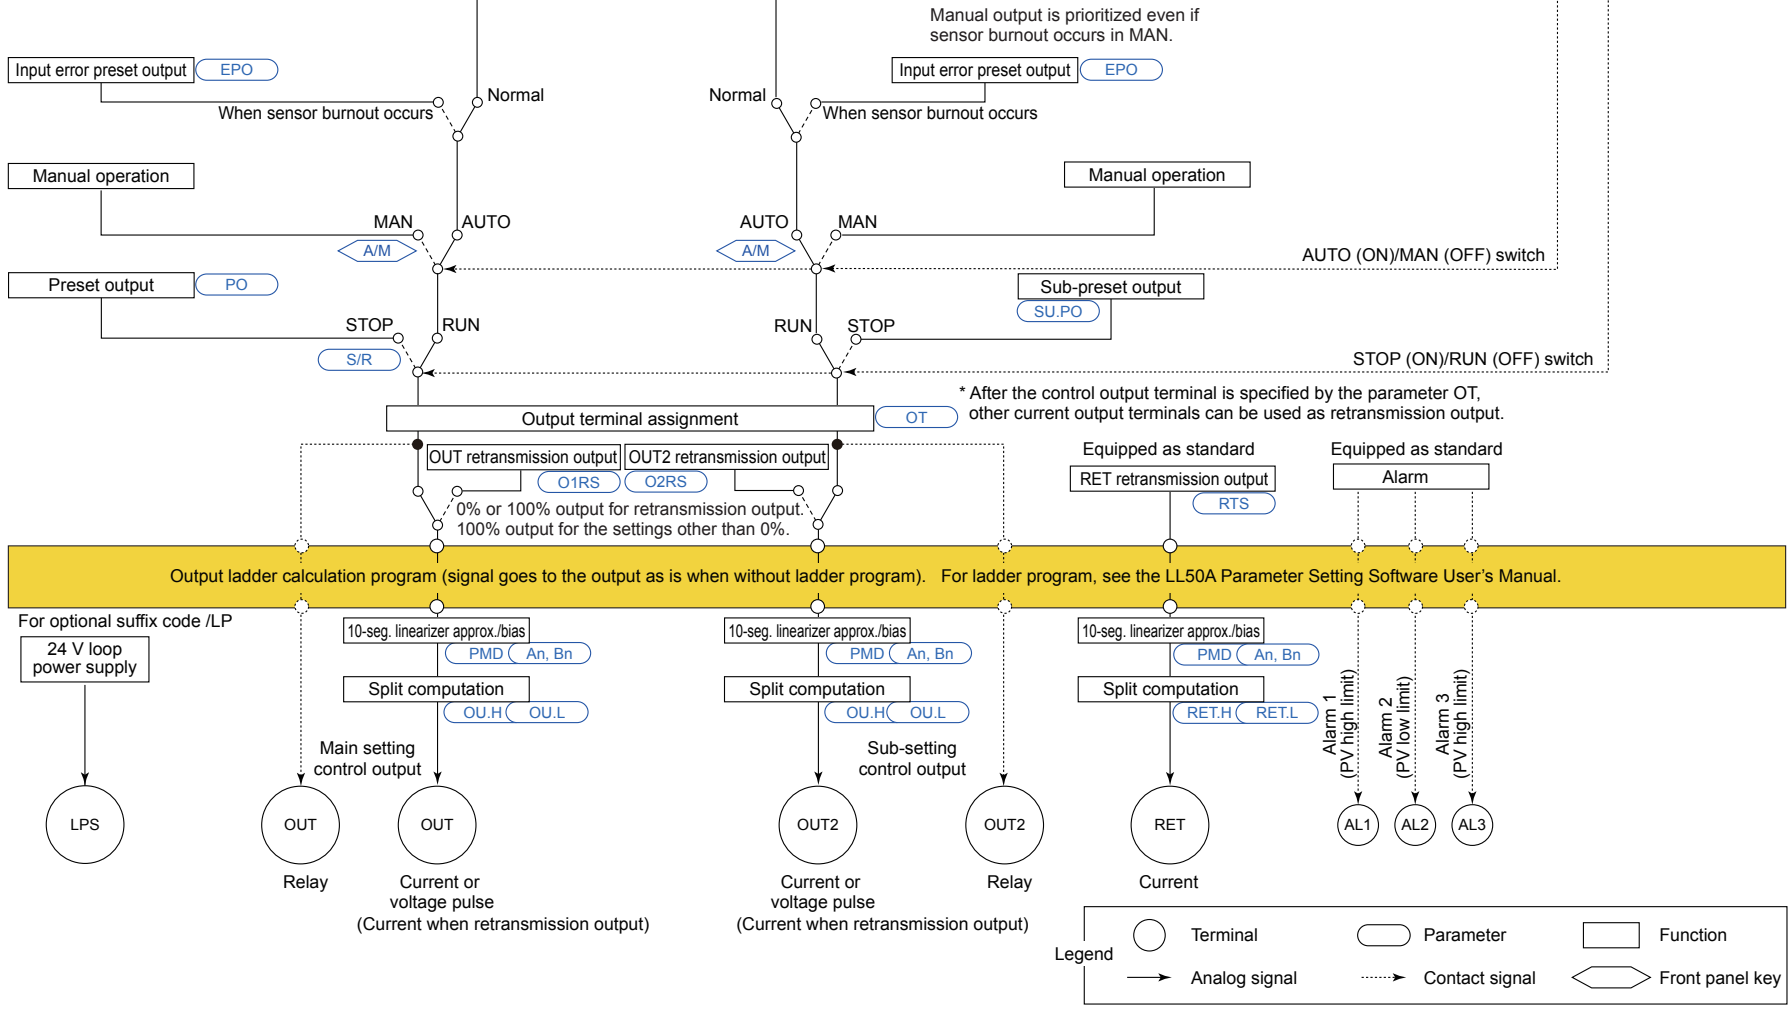 Manual output is prioritized even if
sensor burnout occurs in MAN.
Input error preset output
EPO
Input error preset output
EPO
Normal
Normal
When sensor burnout occurs
When sensor burnout occurs
Manual operation
Manual operation
MAN
AUTO
AUTO
MAN
A/M
A/M
AUTO (ON)/MAN (OFF) switch
Preset output
PO
Sub-preset output
SU.PO
STOP
RUN
RUN
STOP
S/R
STOP (ON)/RUN (OFF) switch
* After the control output terminal is specified by the parameter OT,
other current output terminals can be used as retransmission output.
Output terminal assignment
OT
OUT retransmission output
OUT2 retransmission output
Equipped as standard
Equipped as standard
RET retransmission output
Alarm
O1RS
O2RS
RTS
0% or 100% output for retransmission output.
100% output for the settings other than 0%.
Output ladder calculation program (signal goes to the output as is when without ladder program). For ladder program, see the LL50A Parameter Setting Software User's Manual.
For optional suffix code /LP
24 V loop
power supply
10-seg. linearizer approx./bias
PMD
An, Bn
10-seg. linearizer approx./bias
PMD
An, Bn
10-seg. linearizer approx./bias
PMD
An, Bn
Split computation
OU.H
OU.L
Split computation
OU.H
OU.L
Split computation
RET.H
RET.L
Alarm 1
(PV high limit)
Alarm 2
(PV low limit)
Alarm 3
(PV high limit)
Main setting
control output
Sub-setting
control output
LPS
OUT
OUT
OUT2
OUT2
RET
AL1
AL2
AL3
Relay
Current or
voltage pulse
(Current when retransmission output)
Current or
voltage pulse
(Current when retransmission output)
Relay
Current
Legend
Terminal
Parameter
Function
Analog signal
Contact signal
Front panel key